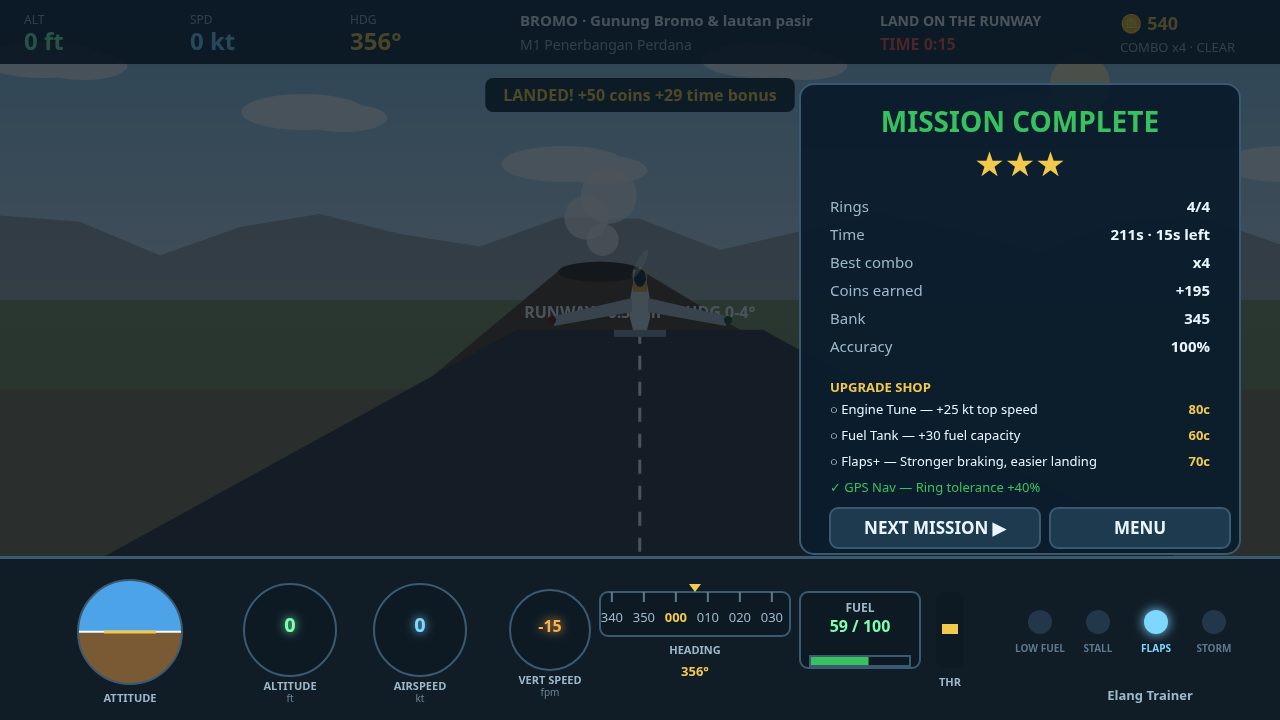 ALT
0 ft
SPD
0 kt
HDG
356°
BROMO · Gunung Bromo & lautan pasir
M1 Penerbangan Perdana
LAND ON THE RUNWAY
TIME 0:15
540
COMBO x4 · CLEAR
LANDED! +50 coins +29 time bonus
RUNWAY
HDG 0-4°
MISSION COMPLETE
★★★
Rings 4/4
Time 211s · 15s left
Best combo x4
Coins earned +195
Bank 345
Accuracy 100%
UPGRADE SHOP
○ Engine Tune — +25 kt top speed 80c
○ Fuel Tank — +30 fuel capacity 60c
○ Flaps+ — Stronger braking, easier landing 70c
✓ GPS Nav — Ring tolerance +40%
NEXT MISSION ▶
MENU
ATTITUDE
0
ALTITUDE
ft
0
AIRSPEED
kt
-15
VERT SPEED
fpm
340 350 000 010 020 030
HEADING
356°
FUEL
59 / 100
THR
LOW FUEL
STALL
FLAPS
STORM
Elang Trainer